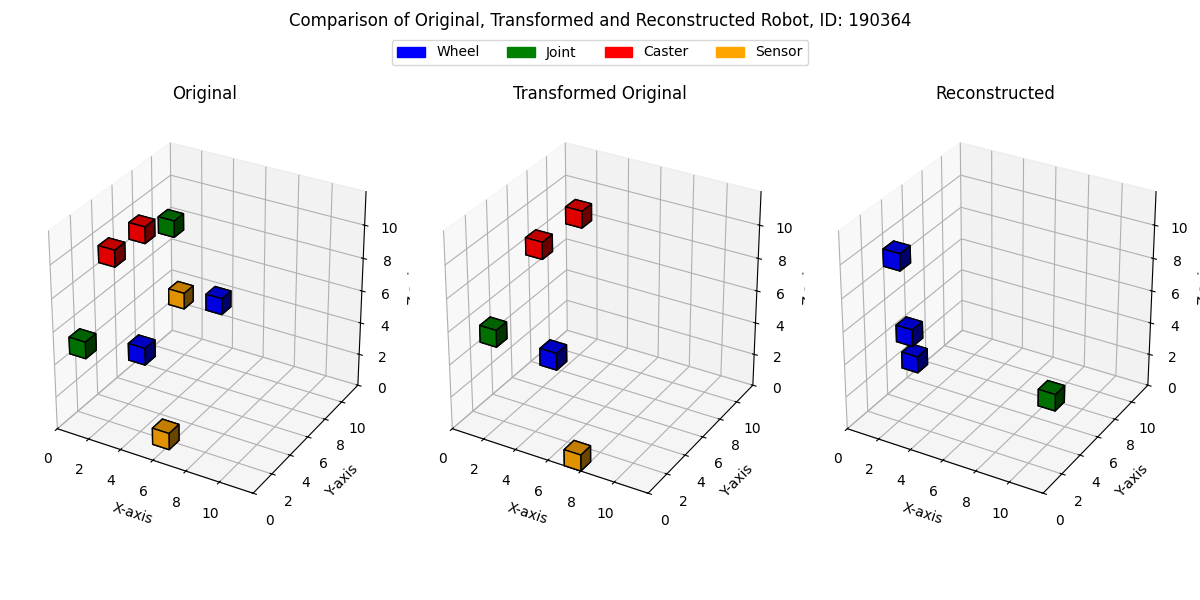 Comparison of Original, Transformed and Reconstructed Robot, ID: 190364
Wheel Joint Caster Sensor
Original
Transformed Original
Reconstructed
0 2 4 6 8 10
X-axis
0 2 4 6 8 10
Y-axis
0 2 4 6 8 10
0 2 4 6 8 10
X-axis
0 2 4 6 8 10
Y-axis
0 2 4 6 8 10
0 2 4 6 8 10
X-axis
0 2 4 6 8 10
Y-axis
0 2 4 6 8 10